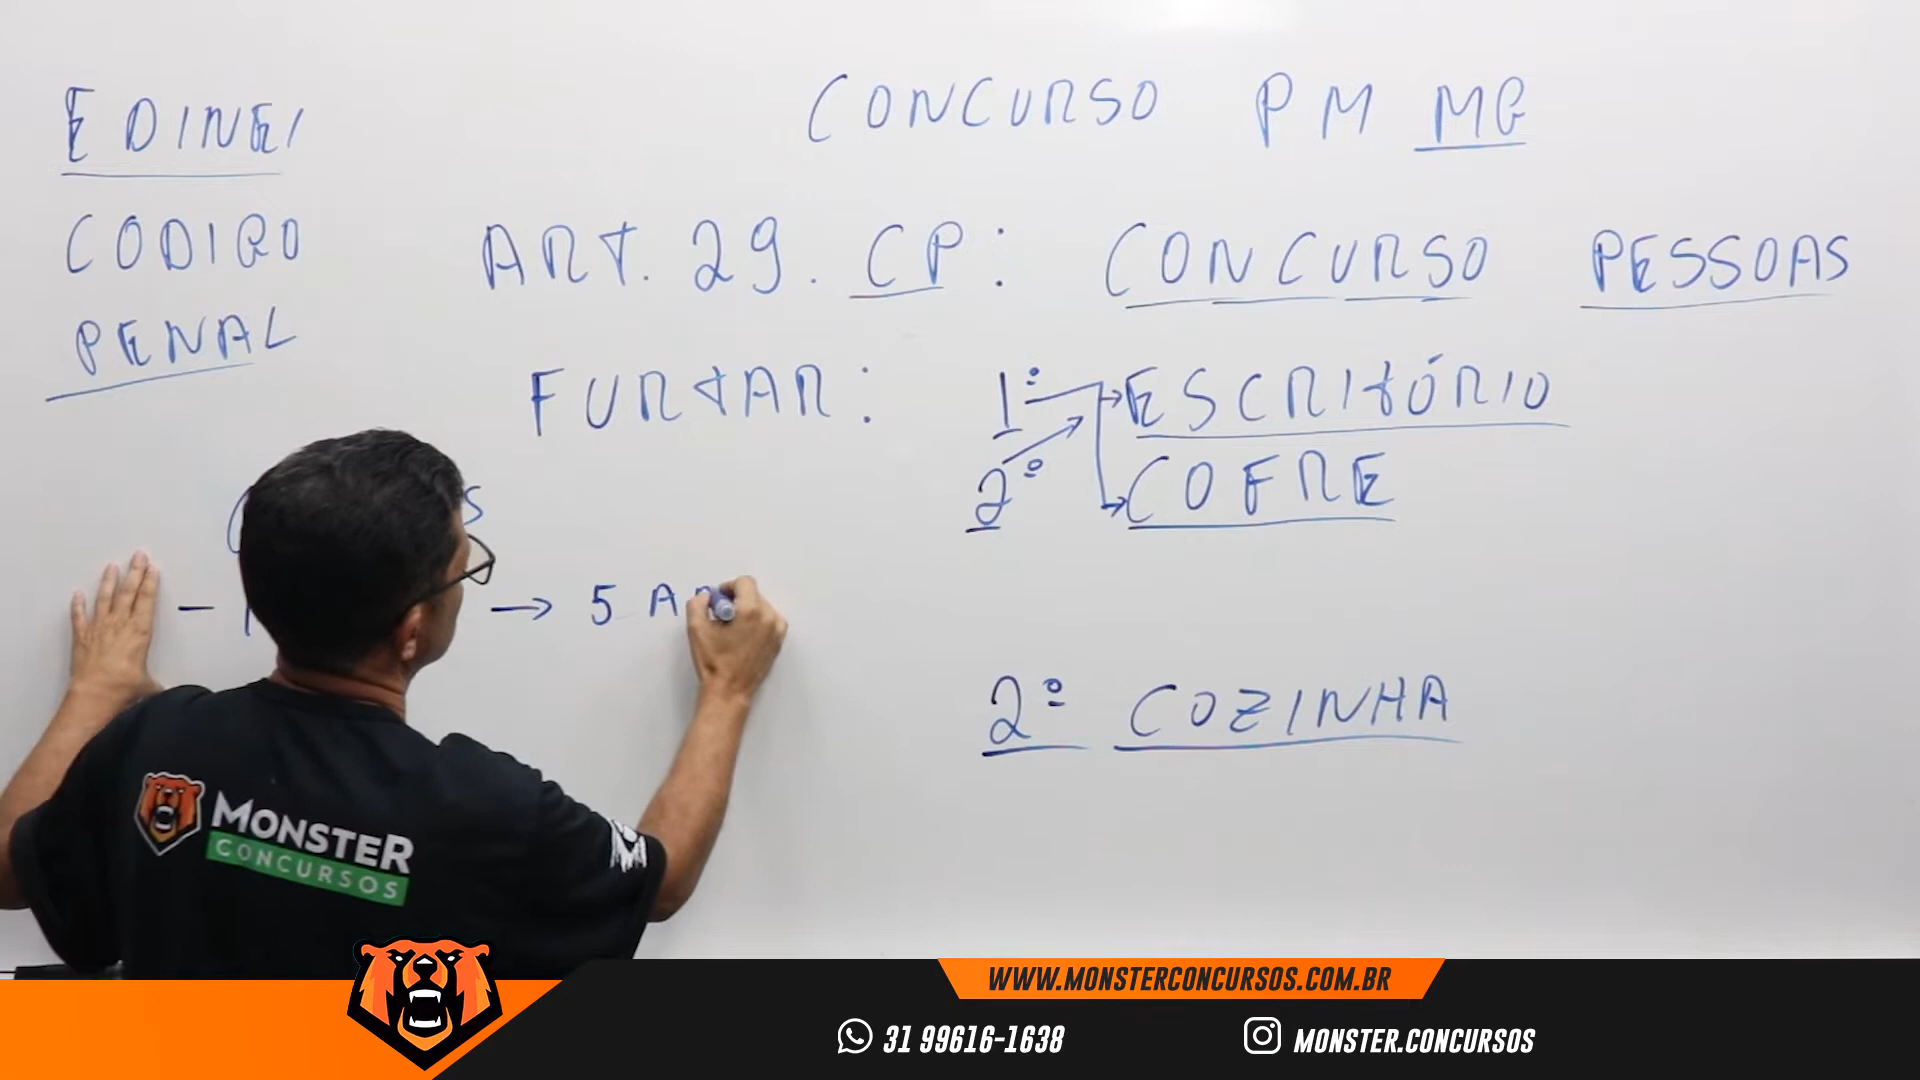 EDINEI
CODIGO
PENAL
CONCURSO PM MG
ART. 29. CP: CONCURSO PESSOAS
FURTAR: 1º ESCRITÓRIO
2º COFRE
→ 5
2º COZINHA
MONSTER
CONCURSOS
WWW.MONSTERCONCURSOS.COM.BR
31 99616-1638
MONSTER.CONCURSOS